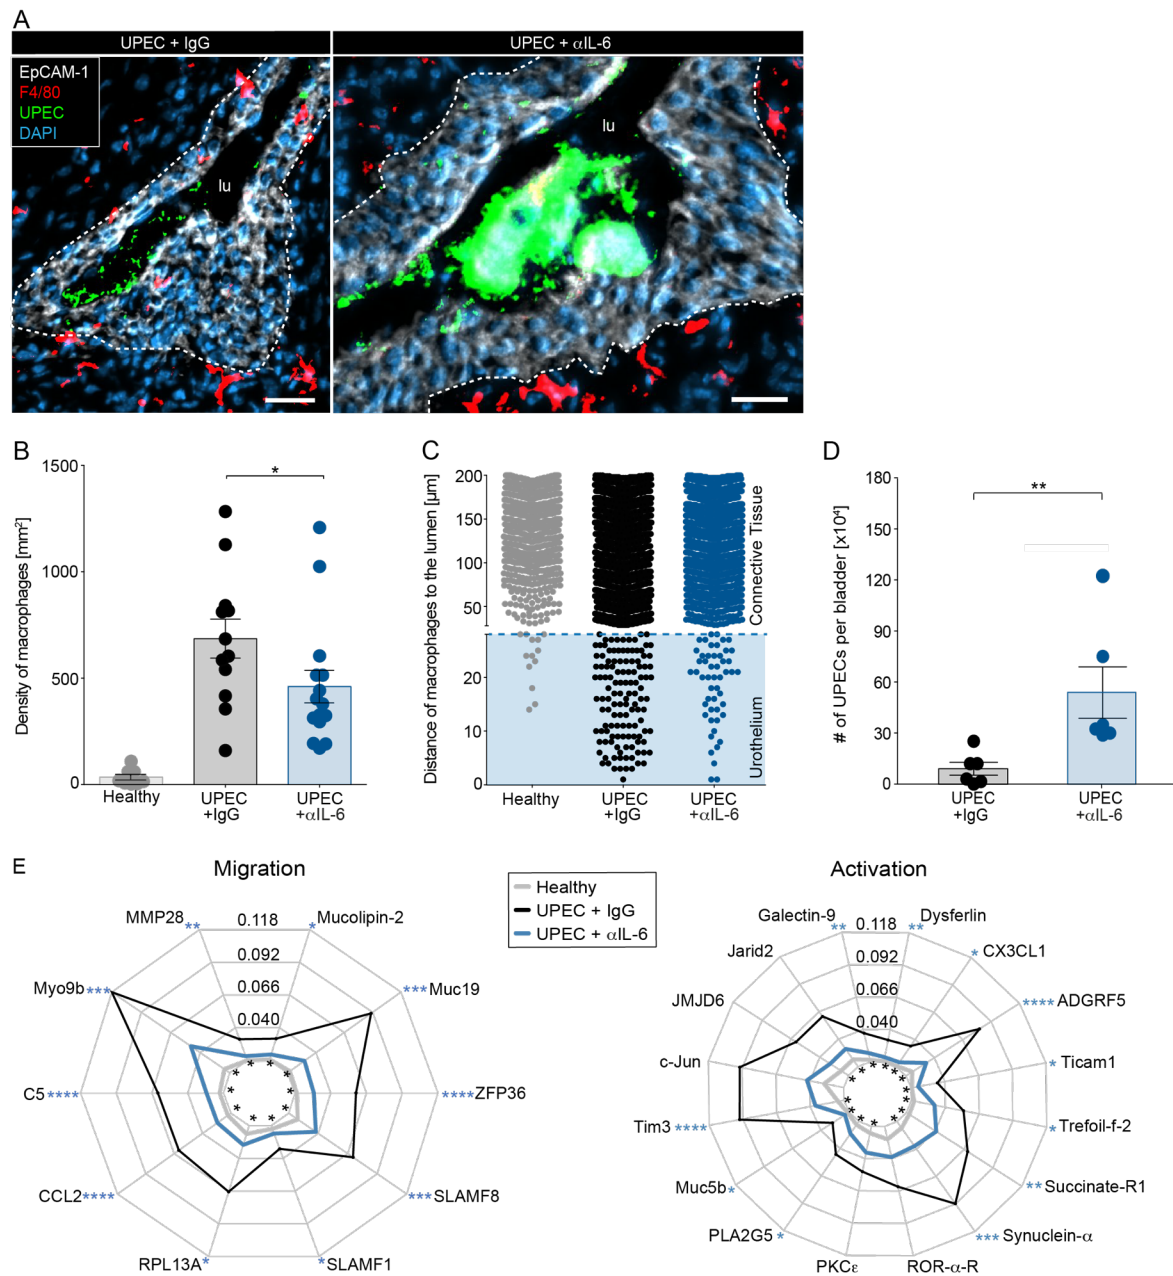 A
UPEC + IgG
UPEC + αIL-6
EpCAM-1
F4/80
UPEC
DAPI
lu
lu
B
Density of macrophages [mm²]
1500
1000
500
0
*
Healthy
UPEC
+IgG
UPEC
+αIL-6
C
Distance of macrophages to the lumen [µm]
200
150
100
50
20
10
0
Connective Tissue
Urothelium
Healthy
UPEC
+IgG
UPEC
+αIL-6
D
# of UPECs per bladder [x10⁴]
180
150
120
90
60
30
0
**
UPEC
+IgG
UPEC
+αIL-6
E
Migration
Healthy
UPEC + IgG
UPEC + αIL-6
Activation
0.118
0.092
0.066
0.040
MMP28 **
* Mucolipin-2
Myo9b ***
*** Muc19
C5 ****
**** ZFP36
CCL2 ****
*** SLAMF8
RPL13A *
* SLAMF1
0.118
0.092
0.066
0.040
Galectin-9 **
** Dysferlin
Jarid2
* CX3CL1
JMJD6
**** ADGRF5
c-Jun
* Ticam1
Tim3 ****
* Trefoil-f-2
Muc5b *
** Succinate-R1
PLA2G5 *
*** Synuclein-α
PKCε
ROR-α-R